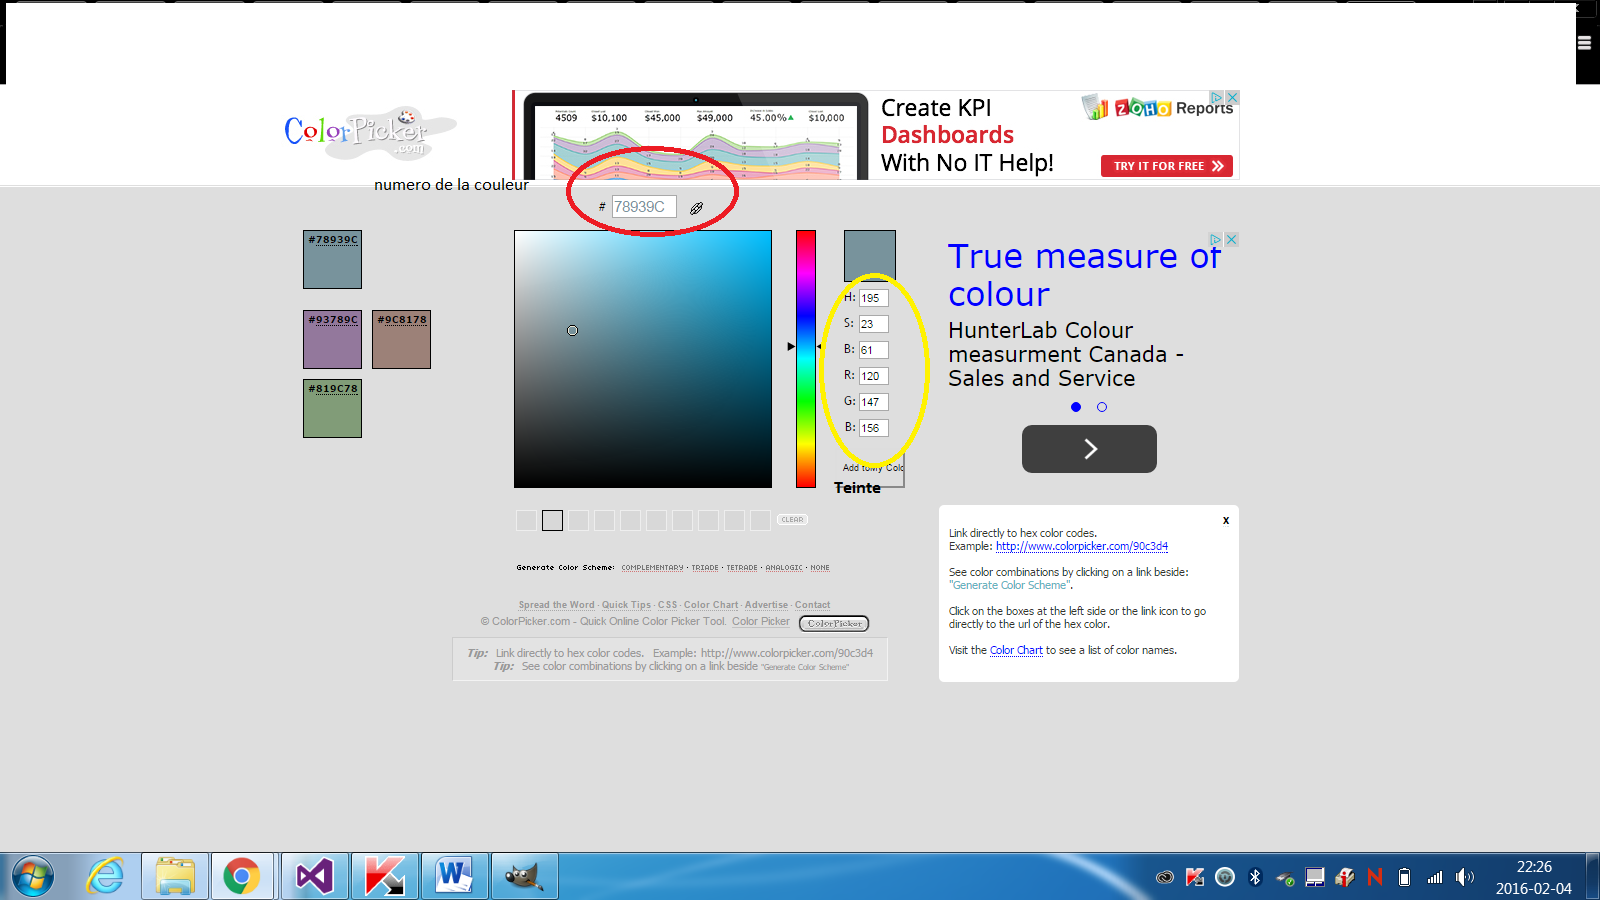 ColorPicker
.com
4509 $10,100 $45,000 $49,000 45.00% $10,000
Create KPI
Dashboards
With No IT Help!
ZOHO Reports
TRY IT FOR FREE
numero de la couleur
# 78939C
#78939C
#93789C #9C8178
#819C78
H: 195
S: 23
B: 61
R: 120
G: 147
B: 156
Add to My Colo
Teinte
CLEAR
True measure of
colour
HunterLab Colour
measurment Canada -
Sales and Service
Generate Color Scheme: COMPLEMENTARY · TRIADE · TETRADE · ANALOGIC · NONE
Spread the Word · Quick Tips · CSS · Color Chart · Advertise · Contact
© ColorPicker.com - Quick Online Color Picker Tool. Color Picker ColorPicker
Tip: Link directly to hex color codes. Example: http://www.colorpicker.com/90c3d4
Tip: See color combinations by clicking on a link beside "Generate Color Scheme"
x
Link directly to hex color codes.
Example: http://www.colorpicker.com/90c3d4
See color combinations by clicking on a link beside:
"Generate Color Scheme".
Click on the boxes at the left side or the link icon to go
directly to the url of the hex color.
Visit the Color Chart to see a list of color names.
22:26
2016-02-04